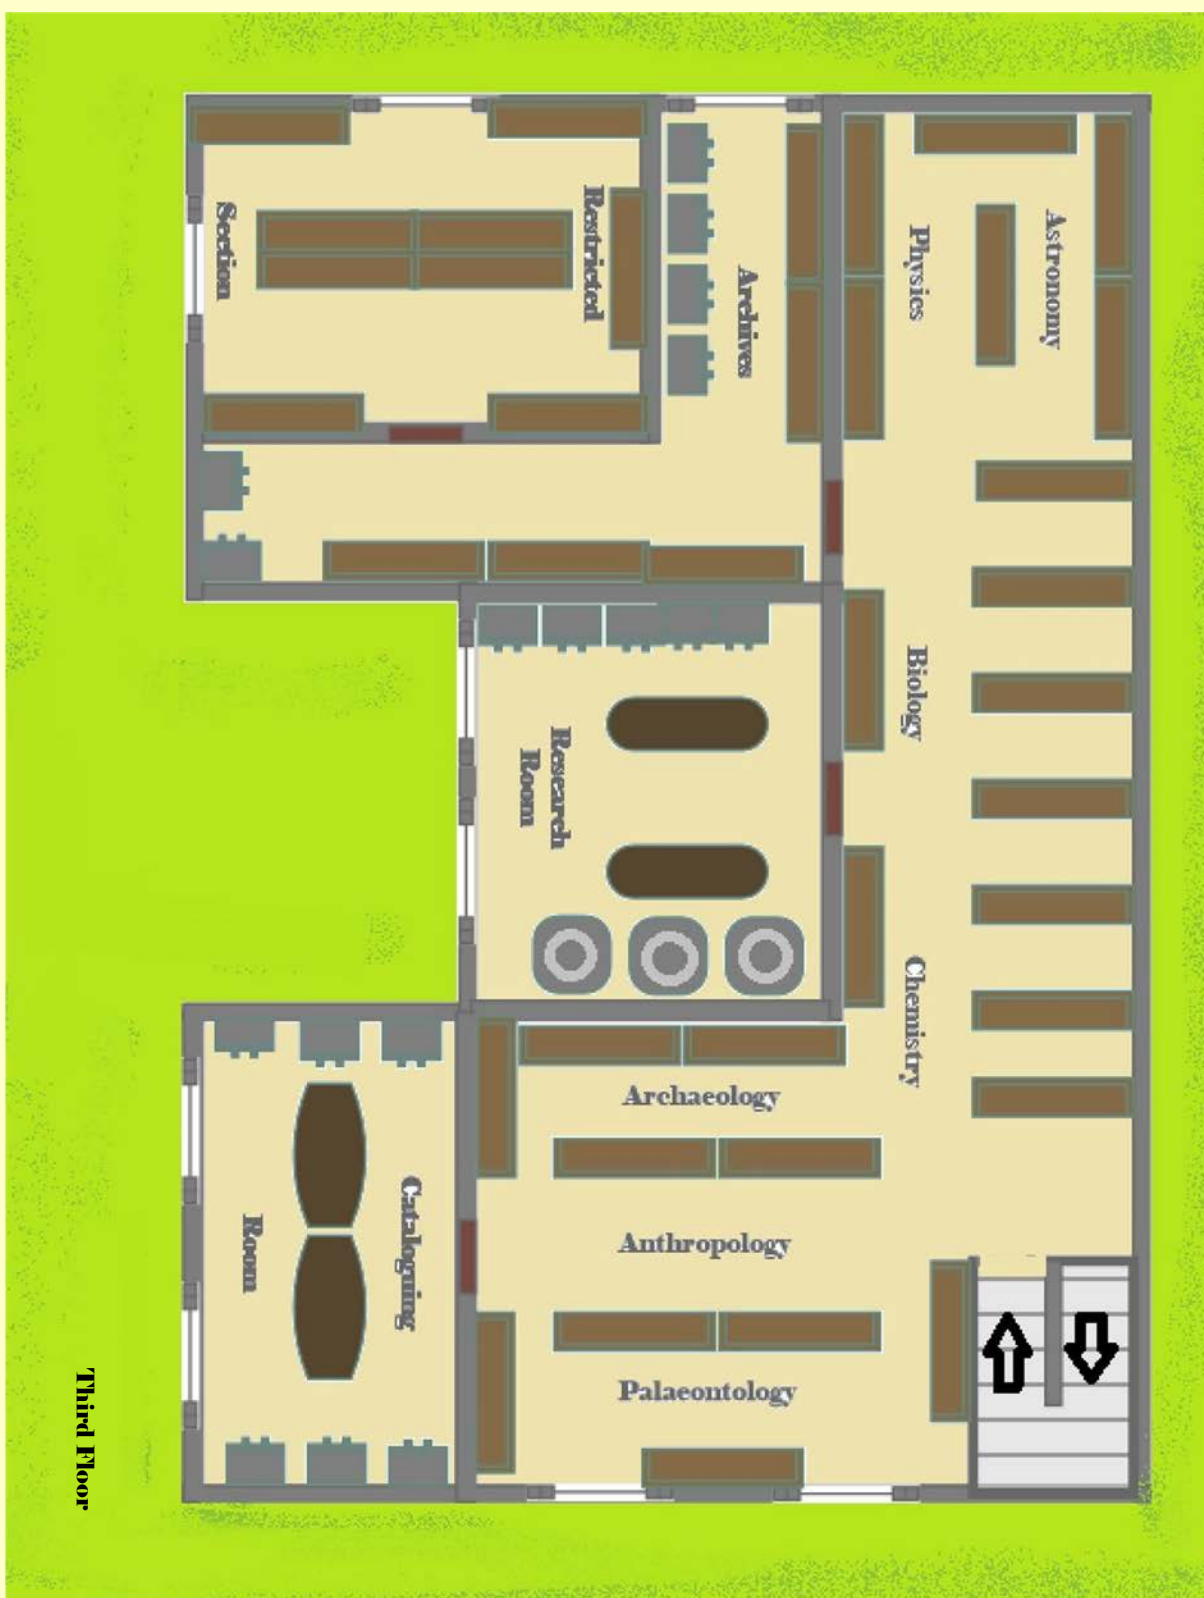 Restricted
Section
Archives
Astronomy
Physics
Biology
Research
Room
Chemistry
Archaeology
Anthropology
Palaeontology
Cataloguing
Room
Third Floor